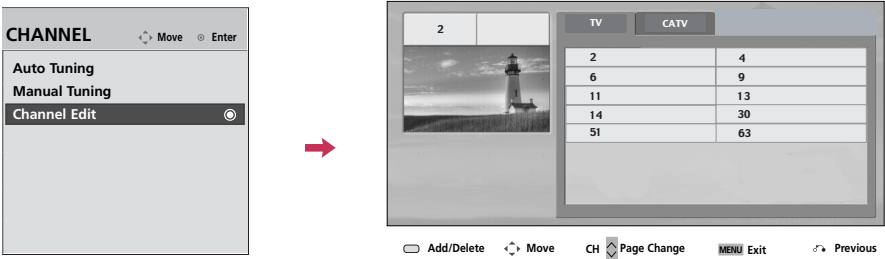 CHANNEL Move Enter
Auto Tuning
Manual Tuning
Channel Edit
2
TV CATV
2 4
6 9
11 13
14 30
51 63
Add/Delete Move CH Page Change MENU Exit Previous